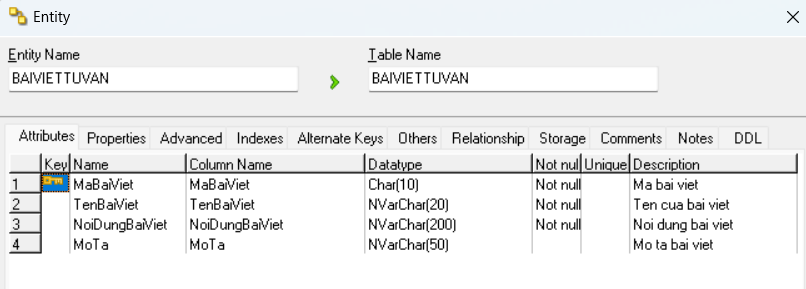 Entity
Entity Name Table Name
BAIVIETTUVAN BAIVIETTUVAN
Attributes Properties Advanced Indexes Alternate Keys Others Relationship Storage Comments Notes DDL
Key Name Column Name Datatype Not nul Unique Description
1 MaBaiViet MaBaiViet Char(10) Not null Ma bai viet
2 TenBaiViet TenBaiViet NVarChar(20) Not null Ten cua bai viet
3 NoiDungBaiViet NoiDungBaiViet NVarChar(200) Not null Noi dung bai viet
4 MoTa MoTa NVarChar(50) Mo ta bai viet